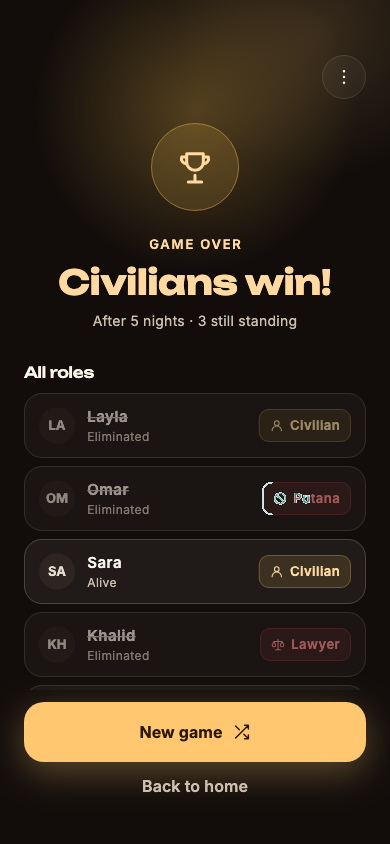 GAME OVER
Civilians win!
After 5 nights · 3 still standing
All roles
LA
Layla
Eliminated
Civilian
OM
Omar
Eliminated
SA
Sara
Alive
Civilian
KH
Khalid
Eliminated
Lawyer
New game
Back to home